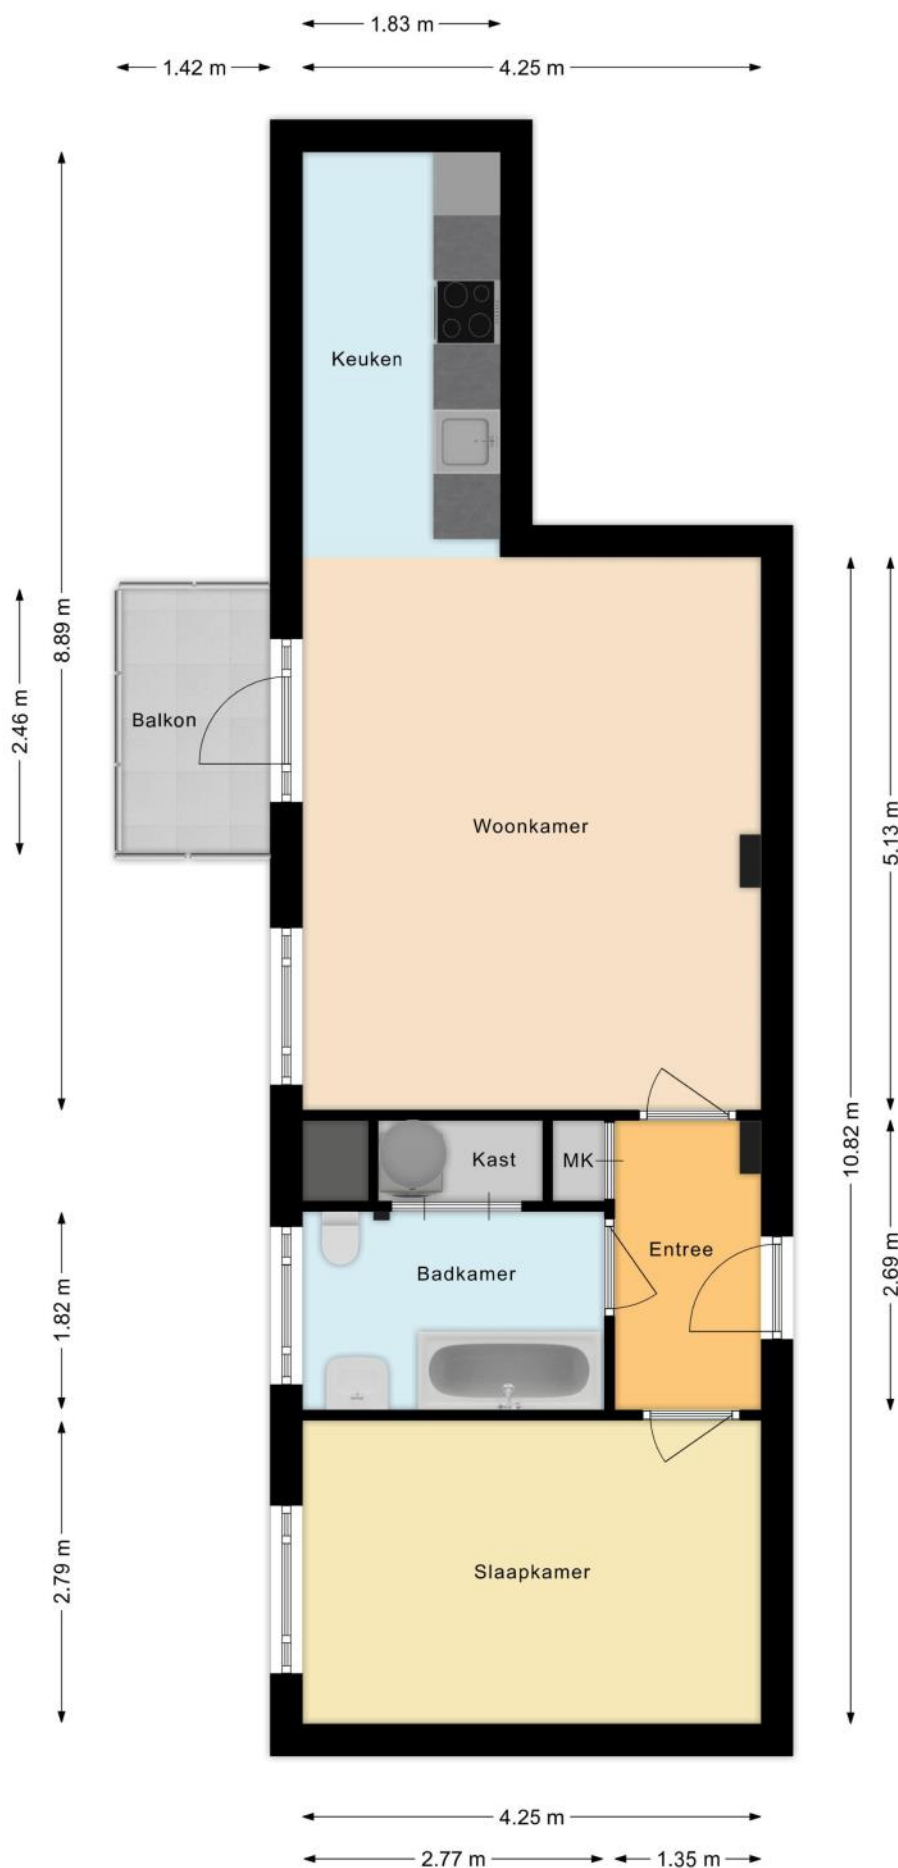 1.83 m
1.42 m
4.25 m
Keuken
8.89 m
2.46 m
Balkon
Woonkamer
5.13 m
10.82 m
Kast
MK
Entree
Badkamer
2.69 m
1.82 m
2.79 m
Slaapkamer
4.25 m
2.77 m
1.35 m